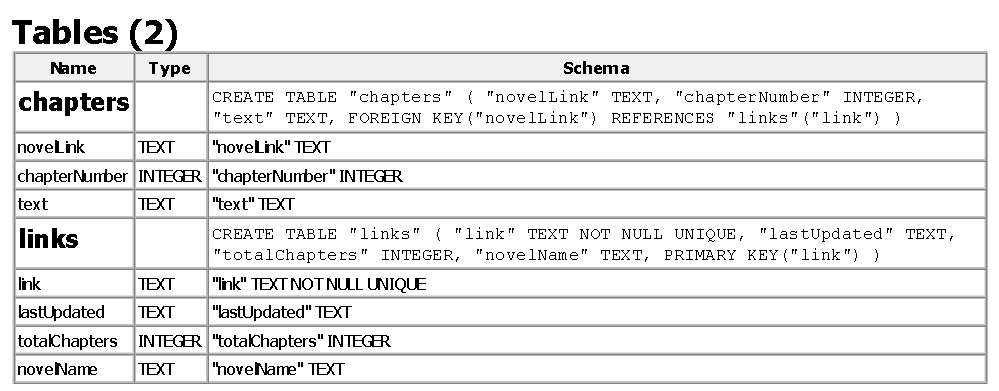 Tables (2)
Name Type Schema
chapters CREATE TABLE "chapters" ( "novelLink" TEXT, "chapterNumber" INTEGER,
"text" TEXT, FOREIGN KEY("novelLink") REFERENCES "links"("link") )
novelLink TEXT "novelLink" TEXT
chapterNumber INTEGER "chapterNumber" INTEGER
text TEXT "text" TEXT
links CREATE TABLE "links" ( "link" TEXT NOT NULL UNIQUE, "lastUpdated" TEXT,
"totalChapters" INTEGER, "novelName" TEXT, PRIMARY KEY("link") )
link TEXT "link" TEXT NOT NULL UNIQUE
lastUpdated TEXT "lastUpdated" TEXT
totalChapters INTEGER "totalChapters" INTEGER
novelName TEXT "novelName" TEXT